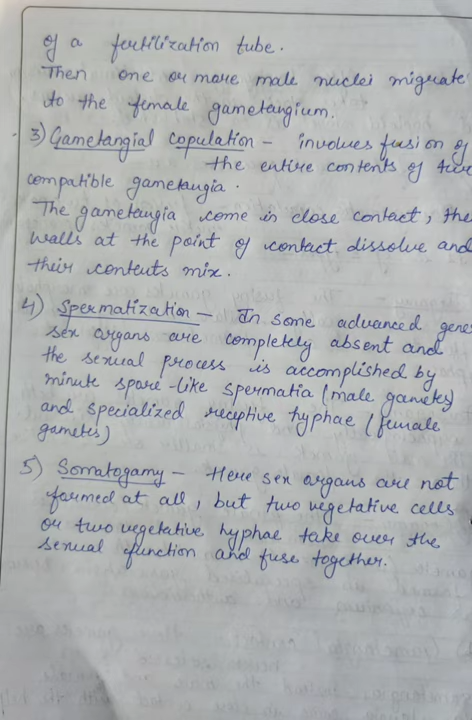 of a fertilization tube.
Then one or more male nuclei migrate
to the female gametangium.
3) Gametangial copulation - involves fusion of
the entire contents of two
compatible gametangia.
The gametangia come in close contact, the
walls at the point of contact dissolve and
their contents mix.
4) Spermatization - In some advanced gene
sex organs are completely absent and
the sexual process is accomplished by
minute spore-like spermatia (male gametes)
and specialized receptive hyphae (female
gametes)
5) Somatogamy - Here sex organs are not
formed at all, but two vegetative cells
or two vegetative hyphae take over the
sexual function and fuse together.